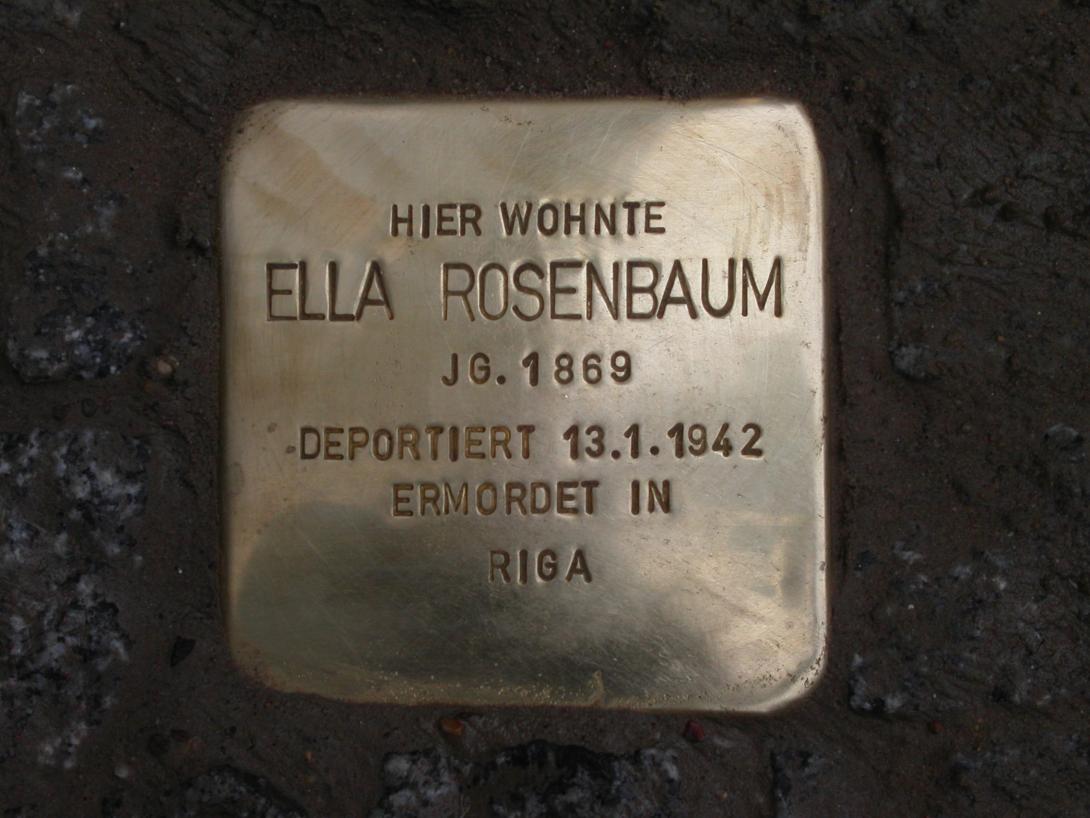 HIER WOHNTE
ELLA ROSENBAUM
JG. 1869
DEPORTIERT 13.1.1942
ERMORDET IN
RIGA